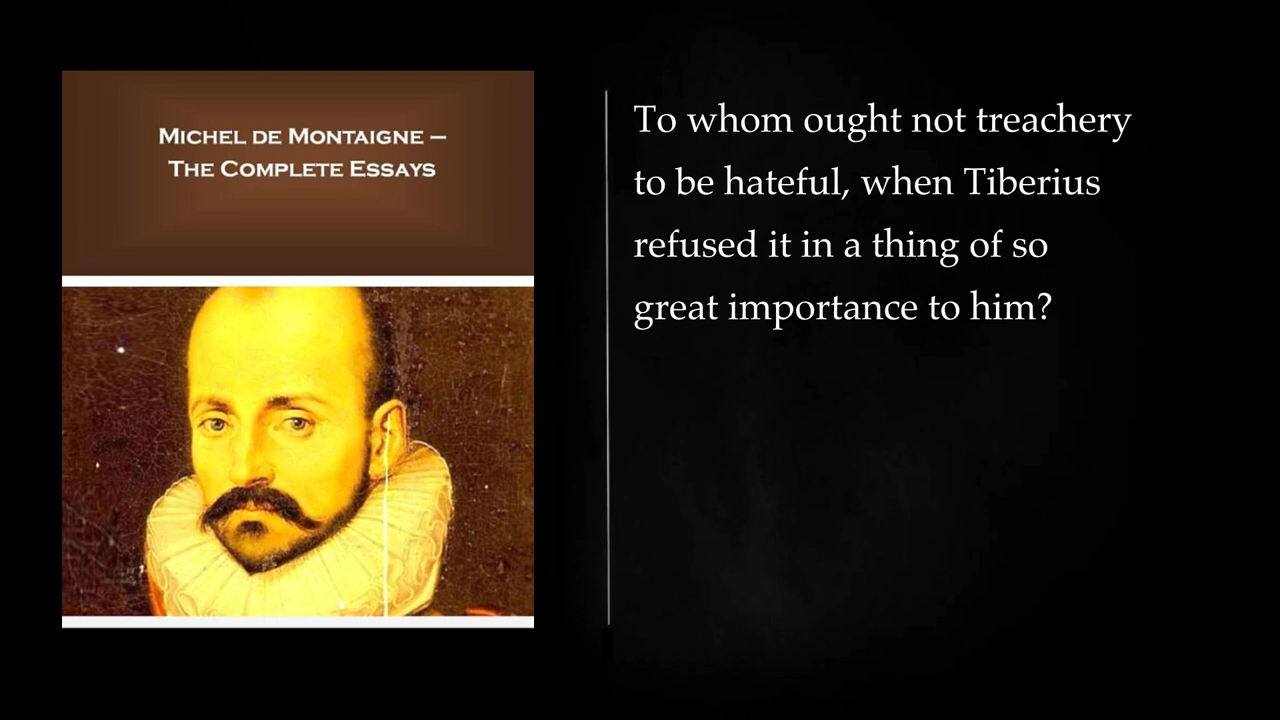 MICHEL DE MONTAIGNE –
THE COMPLETE ESSAYS
To whom ought not treachery
to be hateful, when Tiberius
refused it in a thing of so
great importance to him?